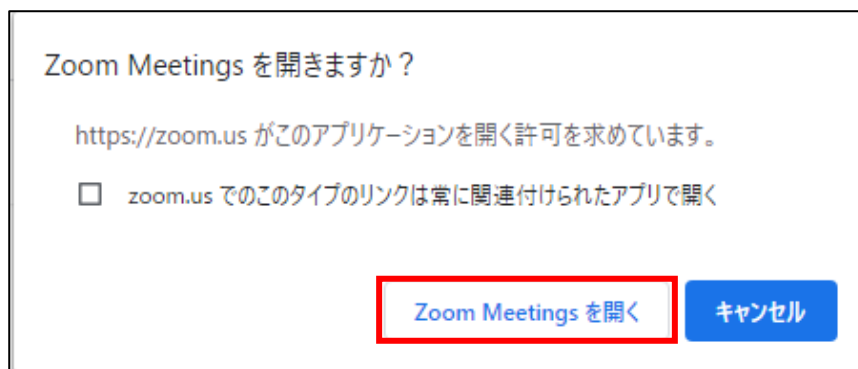 Zoom Meetings を開きますか？
https://zoom.us がこのアプリケーションを開く許可を求めています。
zoom.us でのこのタイプのリンクは常に関連付けられたアプリで開く
Zoom Meetings を開く
キャンセル